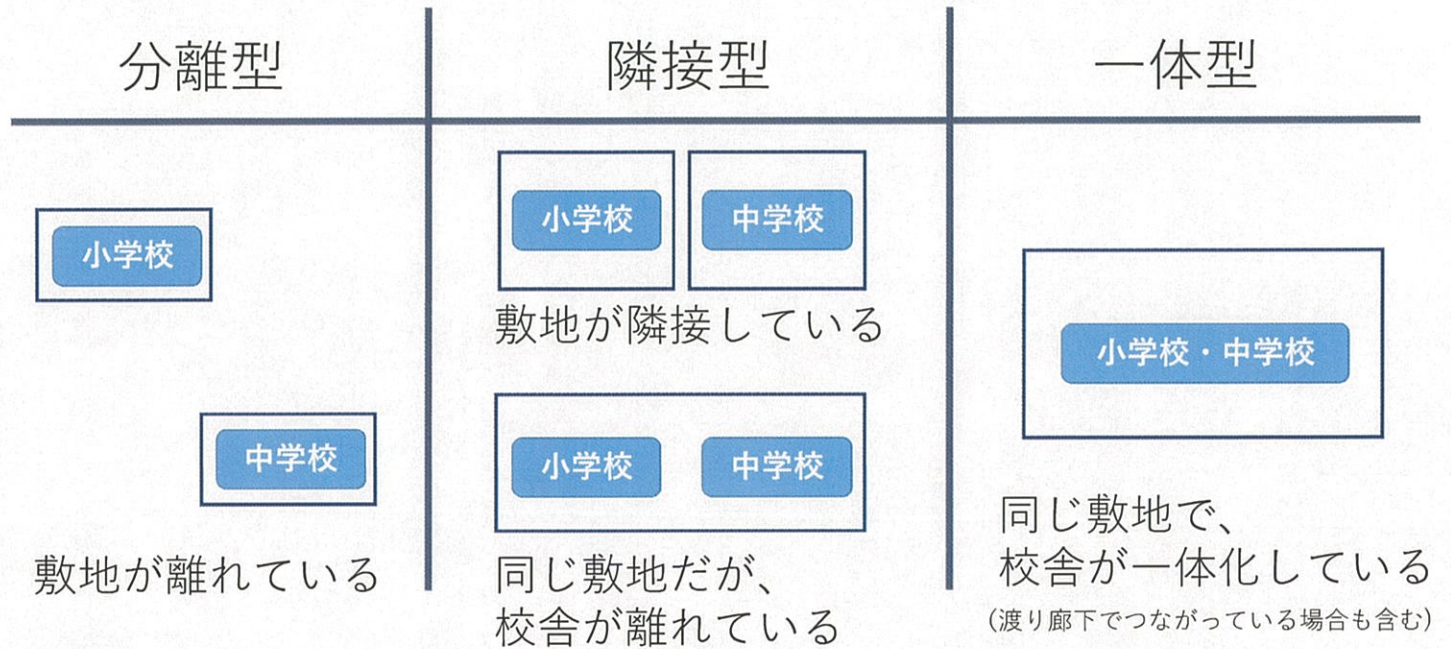 分離型
隣接型
一体型
小学校
中学校
敷地が離れている
小学校
中学校
敷地が隣接している
小学校
中学校
同じ敷地だが、
校舎が離れている
小学校・中学校
同じ敷地で、
校舎が一体化している
(渡り廊下でつながっている場合も含む)